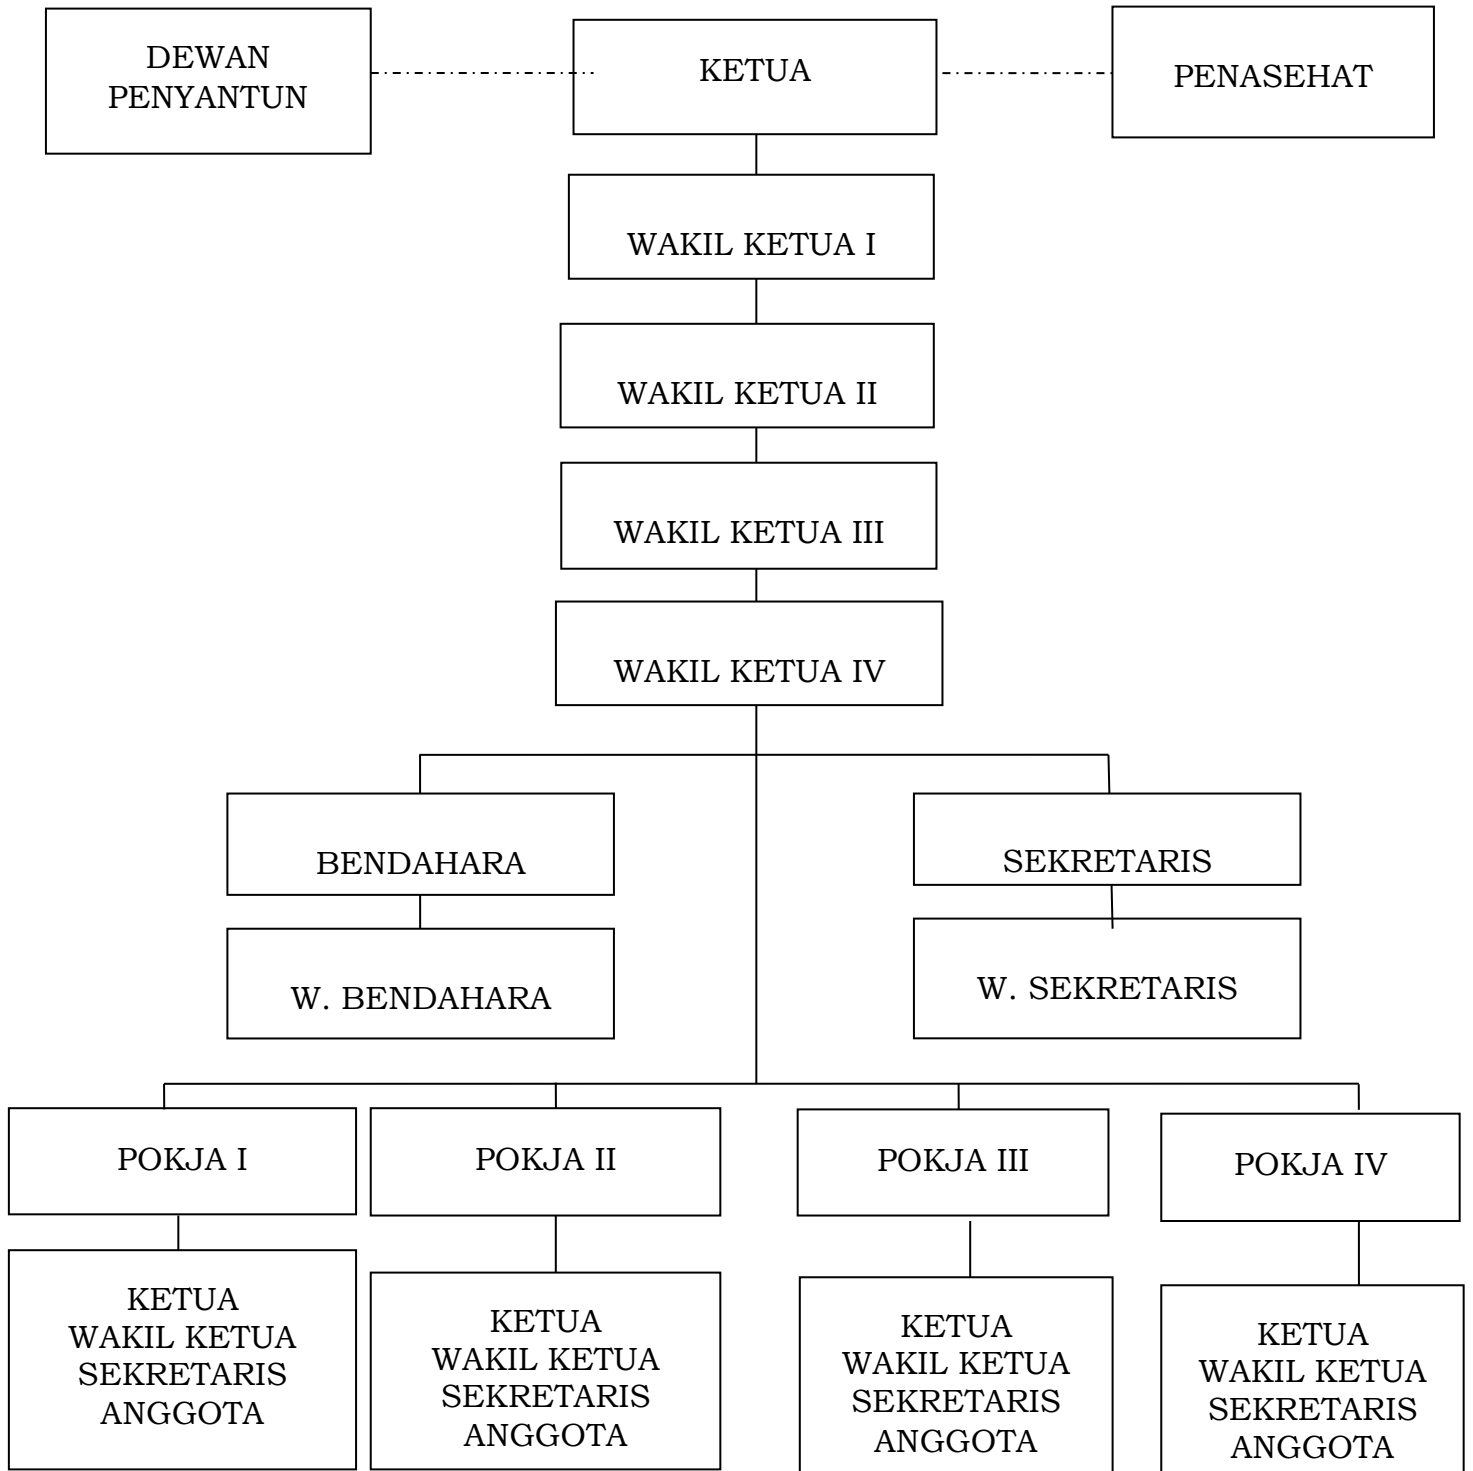 DEWAN
PENYANTUN
KETUA
PENASEHAT
WAKIL KETUA I
WAKIL KETUA II
WAKIL KETUA III
WAKIL KETUA IV
BENDAHARA
SEKRETARIS
W. BENDAHARA
W. SEKRETARIS
POKJA I
POKJA II
POKJA III
POKJA IV
KETUA
WAKIL KETUA
SEKRETARIS
ANGGOTA
KETUA
WAKIL KETUA
SEKRETARIS
ANGGOTA
KETUA
WAKIL KETUA
SEKRETARIS
ANGGOTA
KETUA
WAKIL KETUA
SEKRETARIS
ANGGOTA